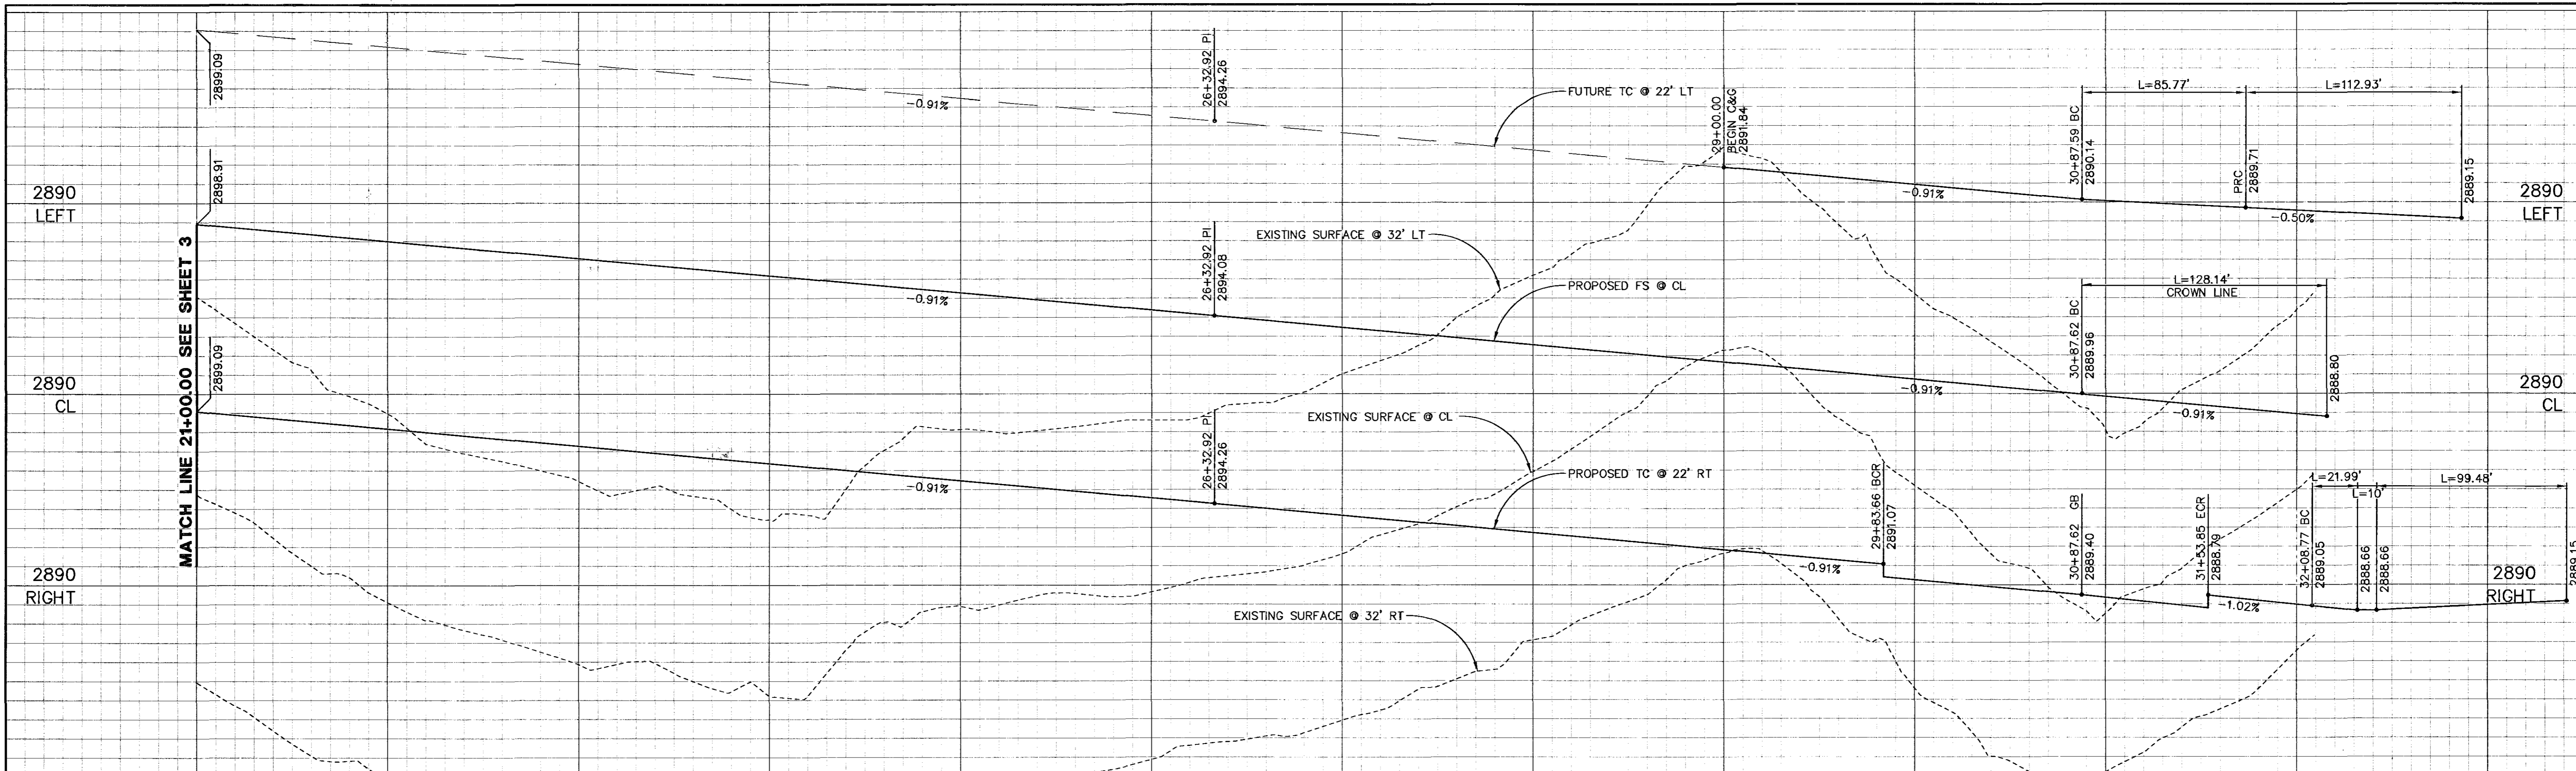 2899.09
-0.91%
26+32.92 PI
2894.26
FUTURE TC @ 22' LT
29+00.00
BEGIN C&G
2891.84
L=85.77'
L=112.93'
30+87.59 BC
2890.14
PRC
2889.71
2889.15
-0.91%
-0.50%
2890
LEFT
2890
LEFT
2898.91
MATCH LINE 21+00.00 SEE SHEET 3
EXISTING SURFACE @ 32' LT
26+32.92 PI
2894.08
-0.91%
PROPOSED FS @ CL
L=128.14'
CROWN LINE
30+87.62 BC
2889.96
2888.80
-0.91%
-0.91%
2890
CL
2890
CL
2899.09
-0.91%
26+32.92 PI
2894.26
EXISTING SURFACE @ CL
PROPOSED TC @ 22' RT
29+83.66 BCR
2891.07
-0.91%
30+87.62 GB
2889.40
31+53.85 ECR
2888.79
-1.02%
32+08.77 BC
2889.05
L=21.99'
L=10'
L=99.48'
2888.66
2888.66
2889.15
2890
RIGHT
2890
RIGHT
EXISTING SURFACE @ 32' RT